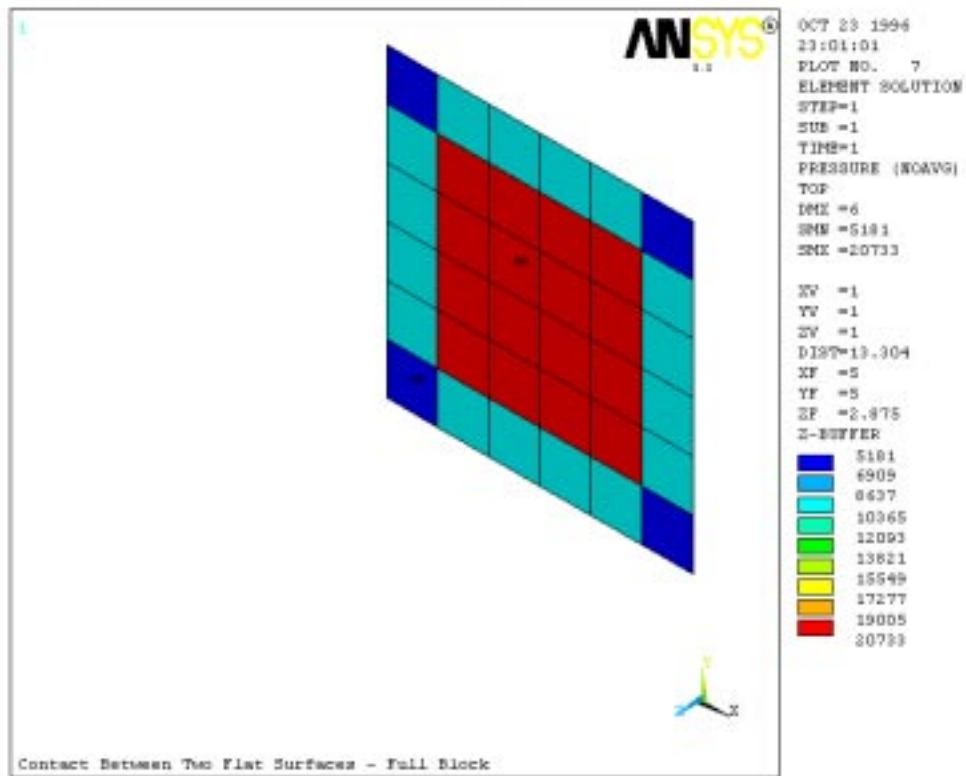 1
ANSYS
OCT 23 1996
23:01:01
PLOT NO. 7
ELEMENT SOLUTION
STEP=1
SUB =1
TIME=1
PRESSURE (NOAVG)
TOP
DMX =6
SMN =5181
SMX =20733
XV =1
YV =1
ZV =1
DIST=13.304
XF =5
YF =5
ZF =2.875
Z-BUFFER
5181
6909
8637
10365
12093
13821
15549
17277
19005
20733
MX
MN
Y
Z
X
Contact Between Two Flat Surfaces - Full Block